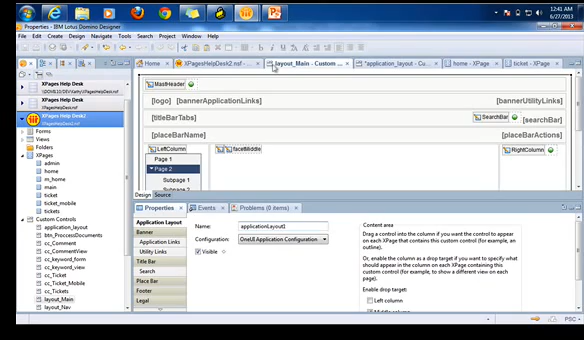 12:41 AM
6/27/2013
Properties - IBM Lotus Domino Designer
File Edit Create Design Tools Project Search Window Help
Home
XPagesHelpDesk2.nsf - ...
layout_Main - Custom ...
*application_layout - Cu...
home - XPage
ticket - XPage
XPages Help Desk
XPages Help Desk
XPagesHelpDesk.nsf
XPages Help Desk2
XPagesHelpDesk2.nsf
Forms
Views
Folders
XPages
admin
home
m_home
main
ticket
ticket_mobile
tickets
Custom Controls
application_layout
btn_ProccessDocuments
cc_Comment
cc_CommentView
cc_keyword_form
cc_keyword_view
cc_Ticket
cc_Ticket_Mobile
cc_Tickets
layout_Main
layout_Nav
MastHeader
[logo] [bannerApplicationLinks]
[bannerUtilityLinks]
[titleBarTabs]
SearchBar
[searchBar]
[placeBarName]
[placeBarActions]
LeftColumn
facetMiddle
RightColumn
Page 1
Page 2
Subpage 1
Subpage 2
Design Source
Properties
Events
Problems (0 items)
Application Layout
Banner
Application Links
Utility Links
Title Bar
Search
Place Bar
Footer
Legal
Name: applicationLayout1
Configuration: OneUI Application Configuration
Visible
Content area
Drag a control into the column if you want the control to appear on each XPage that contains this custom control (for example, an outline).
Or, enable the column as a drop target if you want to specify what should appear in the column on each XPage containing this custom control (for example, to show a different view on each page).
Enable drop target:
Left column
Middle column
PSC